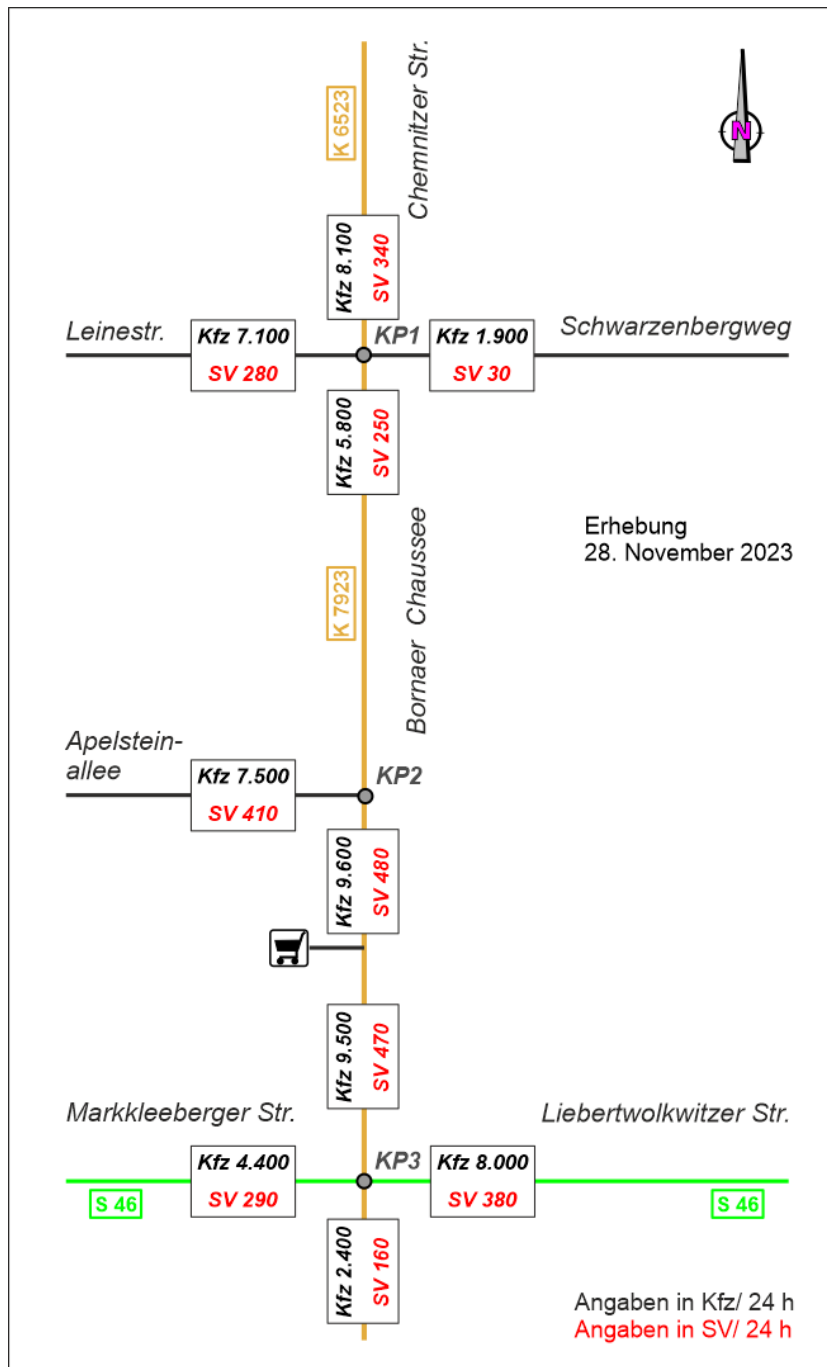 Chemnitzer Str.
K 6523
N
Kfz 8.100
SV 340
Leinestr.
Kfz 7.100
SV 280
KP1
Kfz 1.900
SV 30
Schwarzenbergweg
Kfz 5.800
SV 250
Erhebung
28. November 2023
K 7923
Bornaer Chaussee
Apelstein-
allee
Kfz 7.500
SV 410
KP2
Kfz 9.600
SV 480
Kfz 9.500
SV 470
Markkleeberger Str.
Liebertwolkwitzer Str.
Kfz 4.400
SV 290
KP3
Kfz 8.000
SV 380
S 46
S 46
Kfz 2.400
SV 160
Angaben in Kfz/ 24 h
Angaben in SV/ 24 h